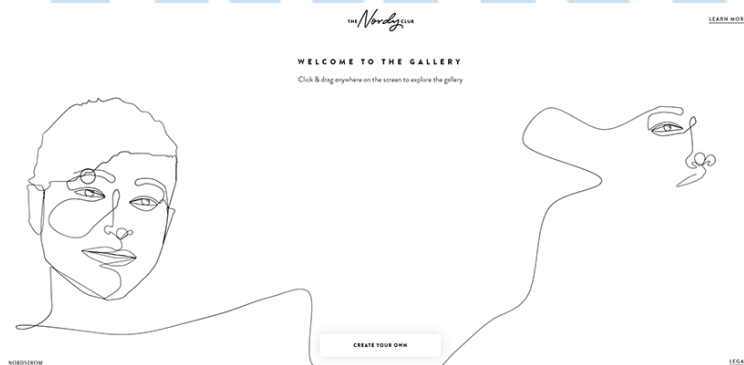 THE Nordy CLUB
LEARN MOR
WELCOME TO THE GALLERY
Click & drag anywhere on the screen to explore the gallery
CREATE YOUR OWN
NORDSTROM
LEGA